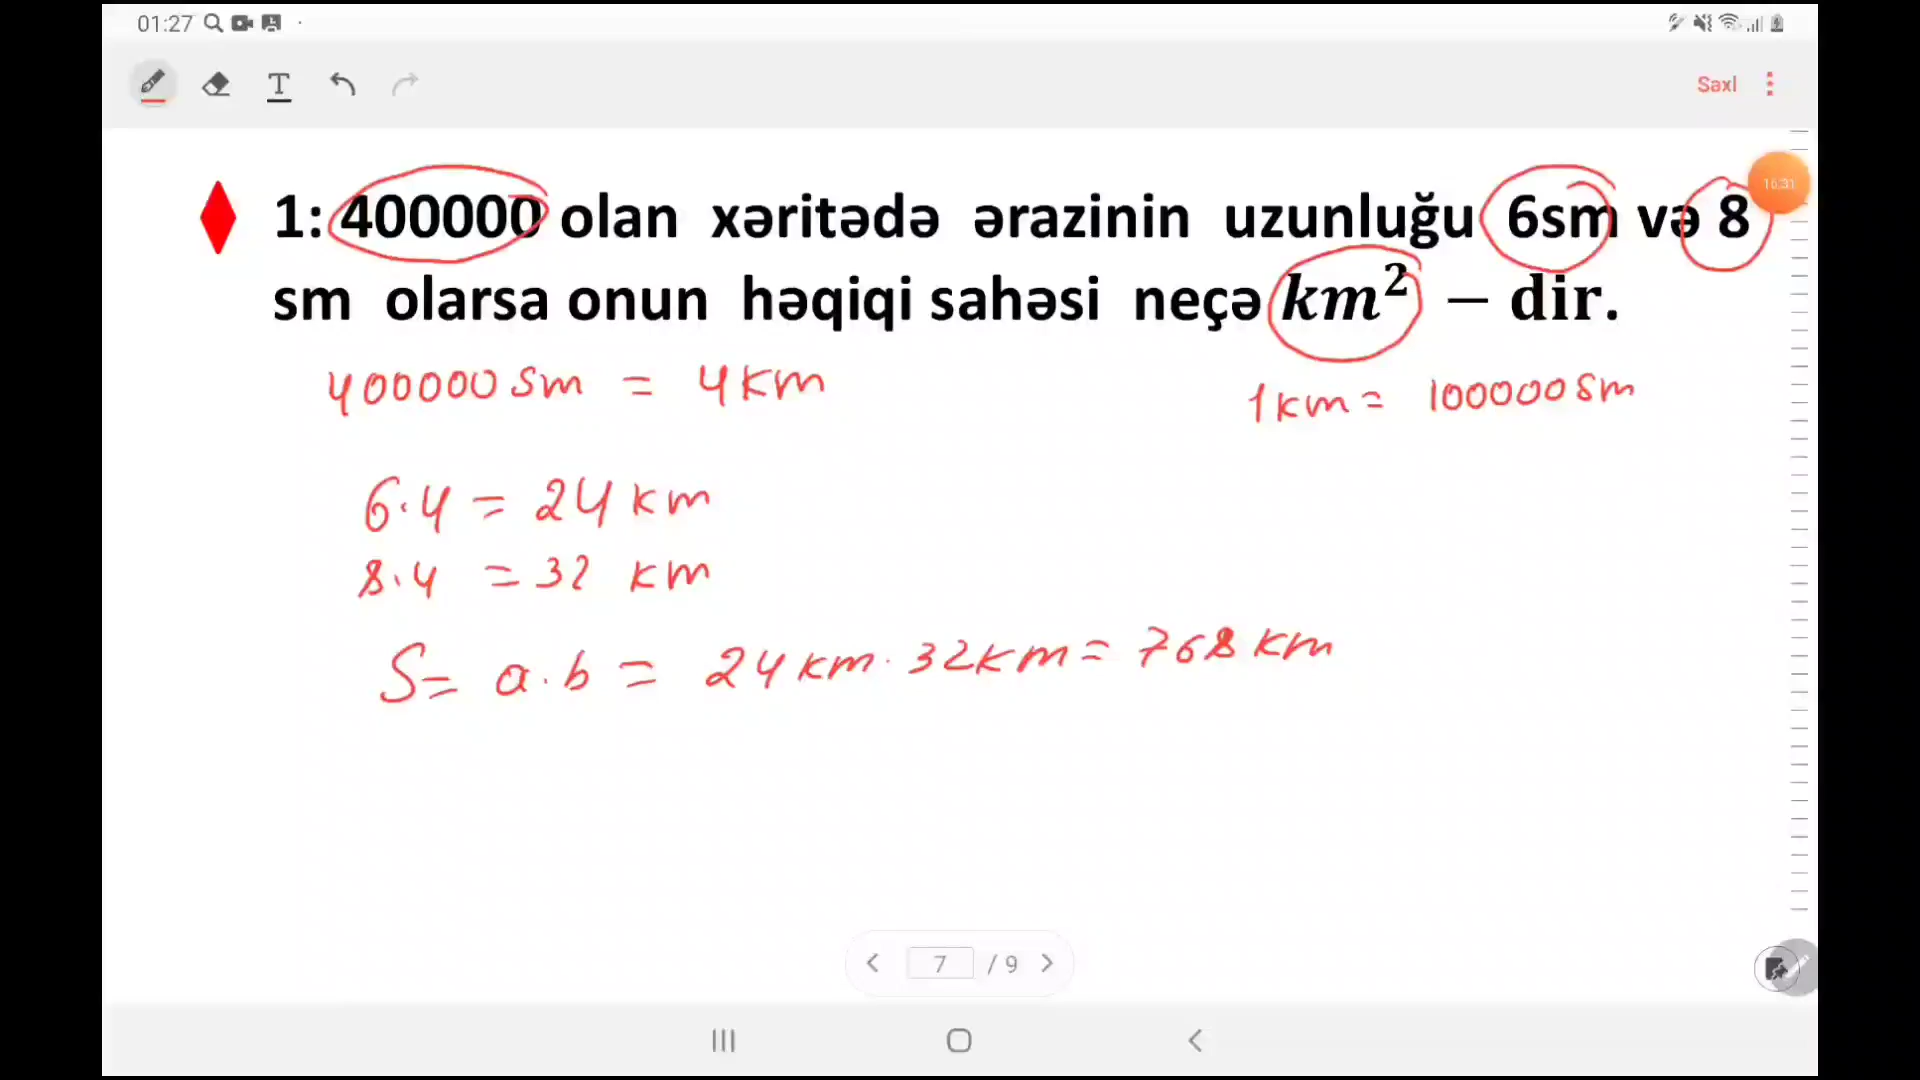 01:27
T
Saxl
16:31
1: 400000 olan xəritədə ərazinin uzunluğu 6sm və 8
sm olarsa onun həqiqi sahəsi neçə km² – dir.
400000 sm = 4 km
1 km = 100000 sm
6·4 = 24 km
8·4 = 32 km
S = a·b = 24 km · 32 km = 768 km
7 / 9